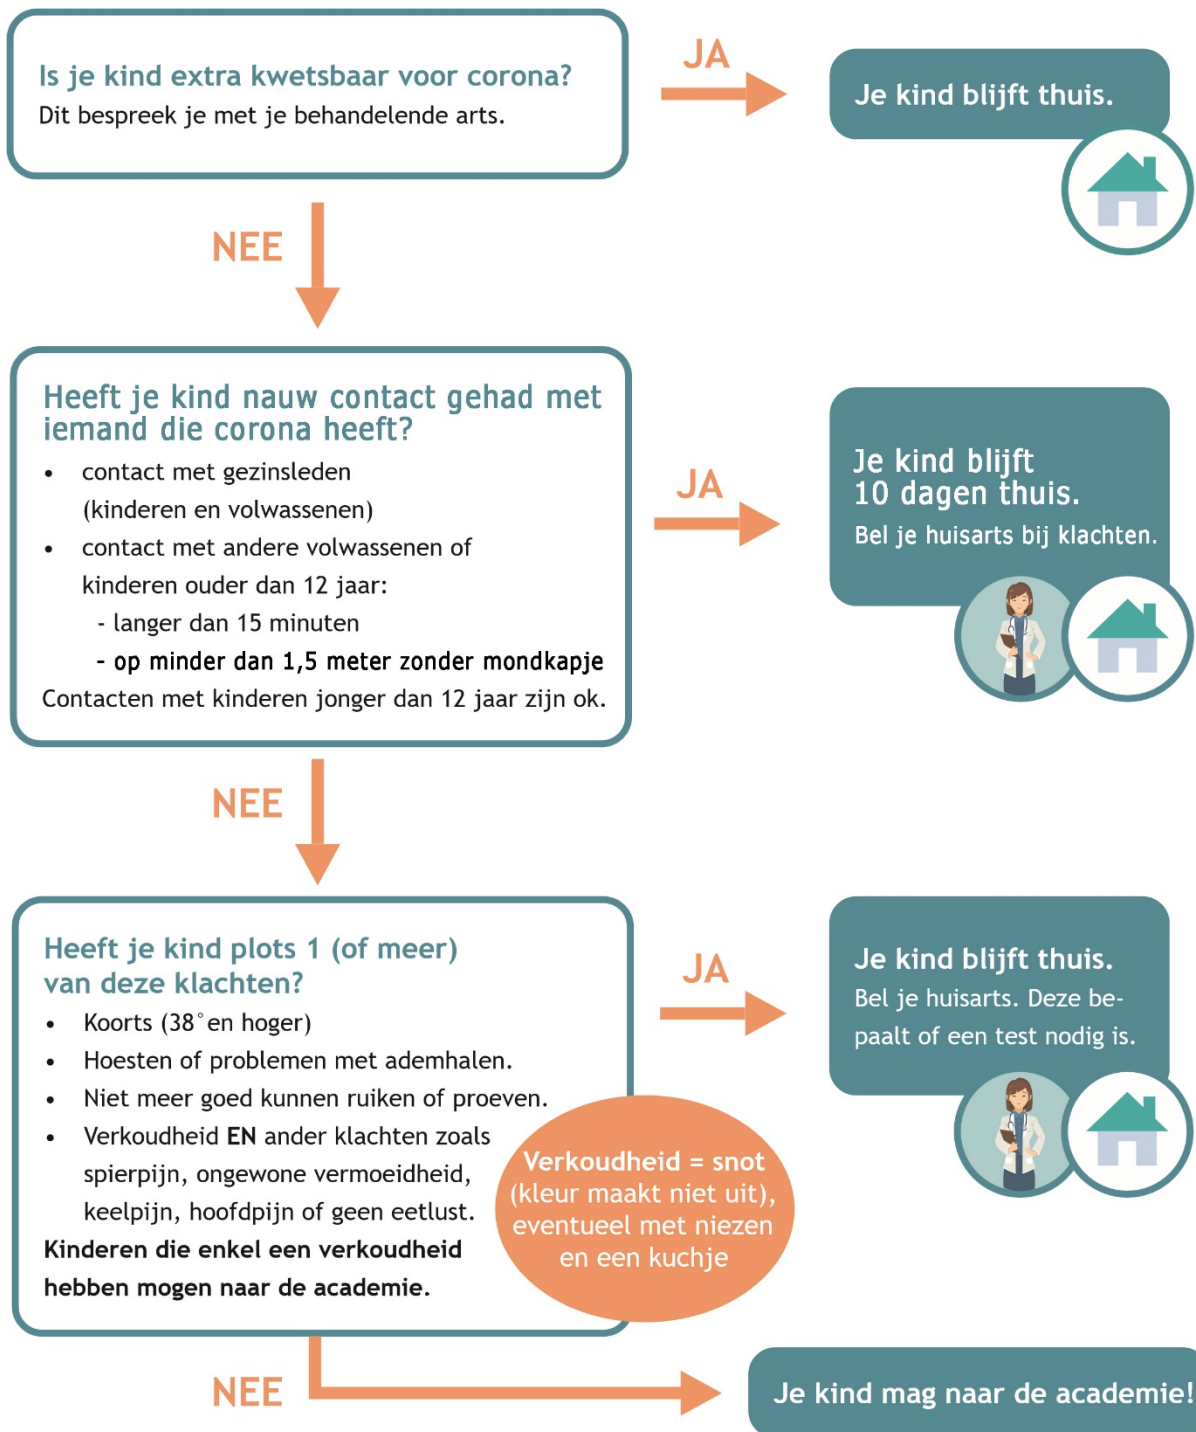 Is je kind extra kwetsbaar voor corona?
Dit bespreek je met je behandelende arts.
JA
Je kind blijft thuis.
NEE
Heeft je kind nauw contact gehad met
iemand die corona heeft?
• contact met gezinsleden
(kinderen en volwassenen)
• contact met andere volwassenen of
kinderen ouder dan 12 jaar:
- langer dan 15 minuten
- op minder dan 1,5 meter zonder mondkapje
Contacten met kinderen jonger dan 12 jaar zijn ok.
JA
Je kind blijft
10 dagen thuis.
Bel je huisarts bij klachten.
NEE
Heeft je kind plots 1 (of meer)
van deze klachten?
• Koorts (38° en hoger)
• Hoesten of problemen met ademhalen.
• Niet meer goed kunnen ruiken of proeven.
• Verkoudheid EN ander klachten zoals
spierpijn, ongewone vermoeidheid,
keelpijn, hoofdpijn of geen eetlust.
Kinderen die enkel een verkoudheid
hebben mogen naar de academie.
Verkoudheid = snot
(kleur maakt niet uit),
eventueel met niezen
en een kuchje
JA
Je kind blijft thuis.
Bel je huisarts. Deze be-
paalt of een test nodig is.
NEE
Je kind mag naar de academie!